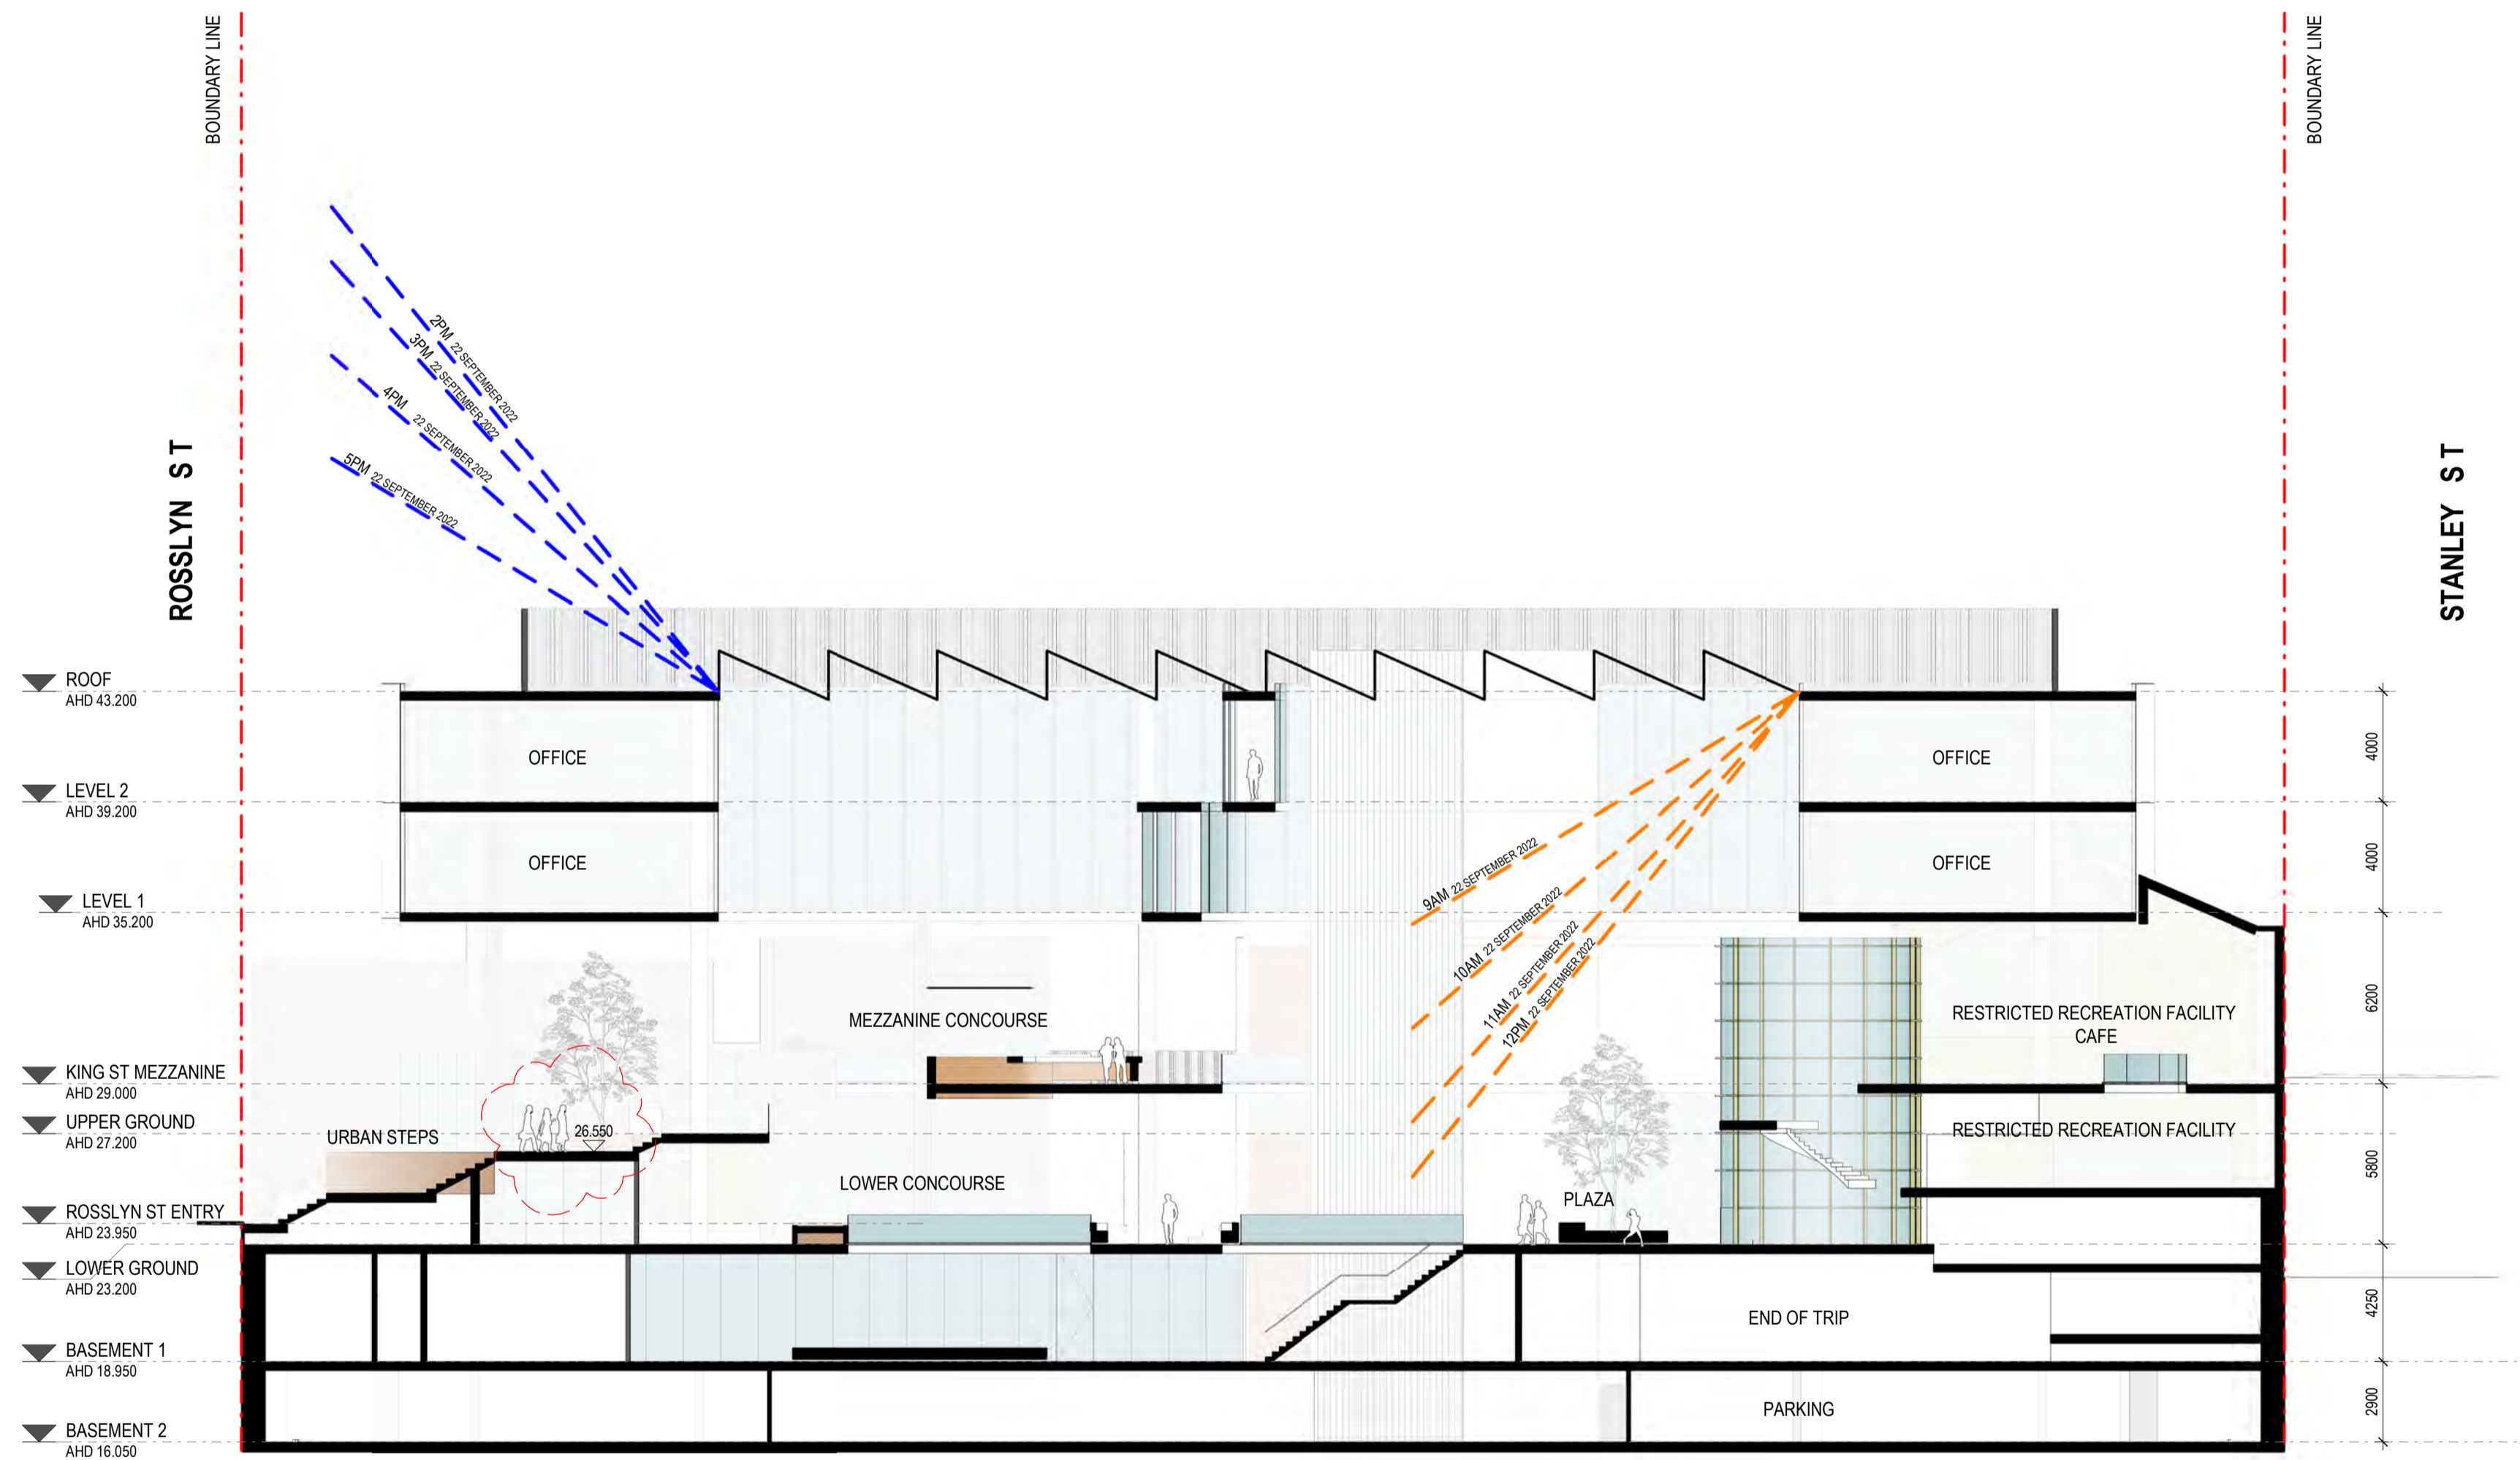 BOUNDARY LINE
BOUNDARY LINE
ROSSLYN ST
STANLEY ST
2PM 22 SEPTEMBER 2022
3PM 22 SEPTEMBER 2022
4PM 22 SEPTEMBER 2022
5PM 22 SEPTEMBER 2022
ROOF
AHD 43.200
OFFICE
OFFICE
4000
LEVEL 2
AHD 39.200
OFFICE
OFFICE
4000
9AM 22 SEPTEMBER 2022
10AM 22 SEPTEMBER 2022
11AM 22 SEPTEMBER 2022
12PM 22 SEPTEMBER 2022
LEVEL 1
AHD 35.200
MEZZANINE CONCOURSE
RESTRICTED RECREATION FACILITY
CAFE
6200
KING ST MEZZANINE
AHD 29.000
UPPER GROUND
AHD 27.200
URBAN STEPS
26.550
RESTRICTED RECREATION FACILITY
5800
LOWER CONCOURSE
PLAZA
ROSSLYN ST ENTRY
AHD 23.950
LOWER GROUND
AHD 23.200
END OF TRIP
4250
BASEMENT 1
AHD 18.950
PARKING
2900
BASEMENT 2
AHD 16.050